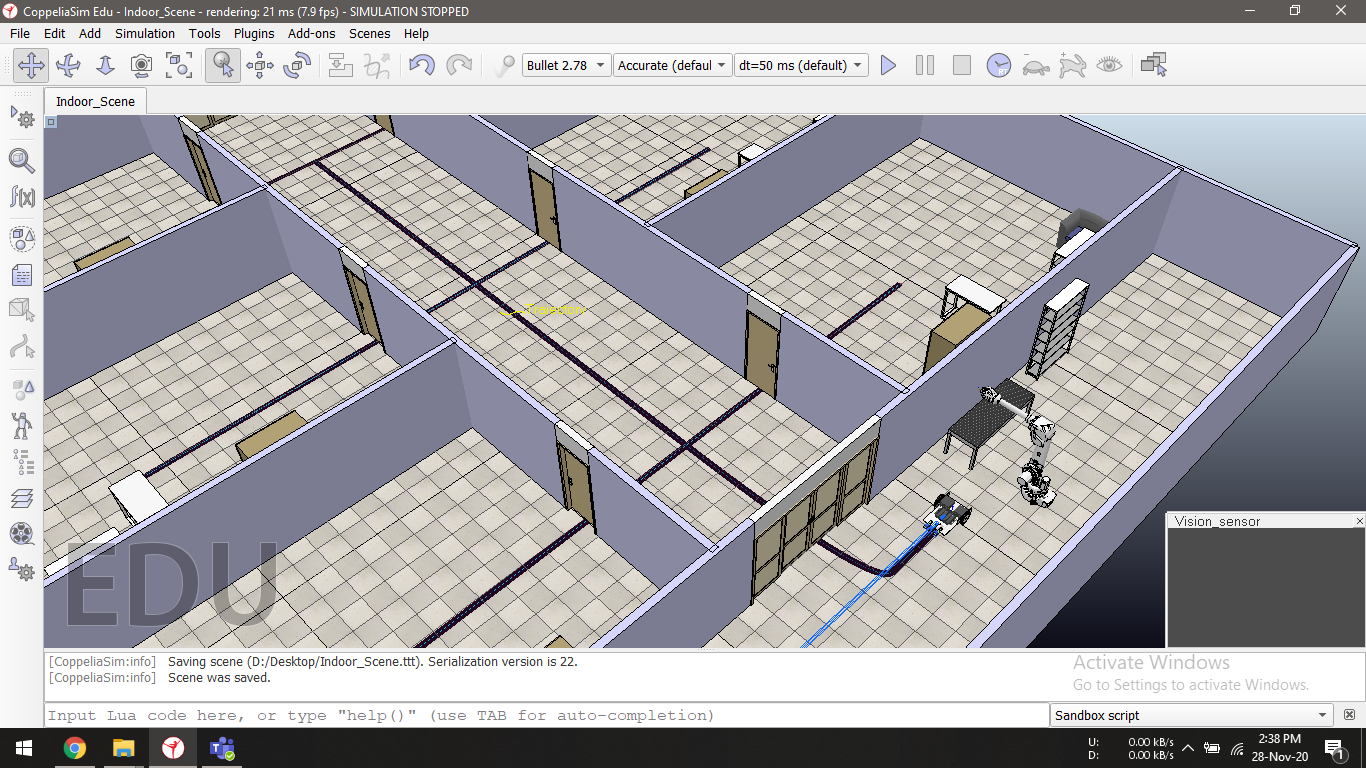 CoppeliaSim Edu - Indoor_Scene - rendering: 21 ms (7.9 fps) - SIMULATION STOPPED
File Edit Add Simulation Tools Plugins Add-ons Scenes Help
Bullet 2.78 Accurate (defaul dt=50 ms (default) RT
Indoor_Scene
f(x)
Vision_sensor
EDU
[CoppeliaSim:info] Saving scene (D:/Desktop/Indoor_Scene.ttt). Serialization version is 22.
[CoppeliaSim:info] Scene was saved.
Activate Windows
Go to Settings to activate Windows.
Input Lua code here, or type "help()" (use TAB for auto-completion)
Sandbox script
U: 0.00 kB/s
D: 0.00 kB/s
2:38 PM
28-Nov-20
1